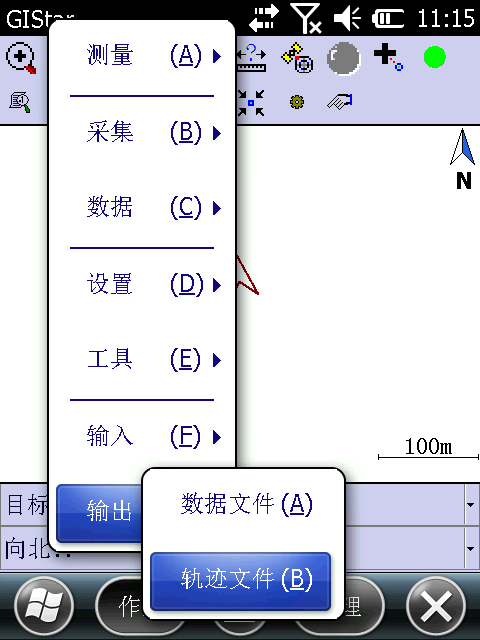 GIStar
11:15
测量 (A)
采集 (B)
数据 (C)
设置 (D)
工具 (E)
输入 (F)
输出
数据文件 (A)
轨迹文件 (B)
N
100m
目标
向北
作
理